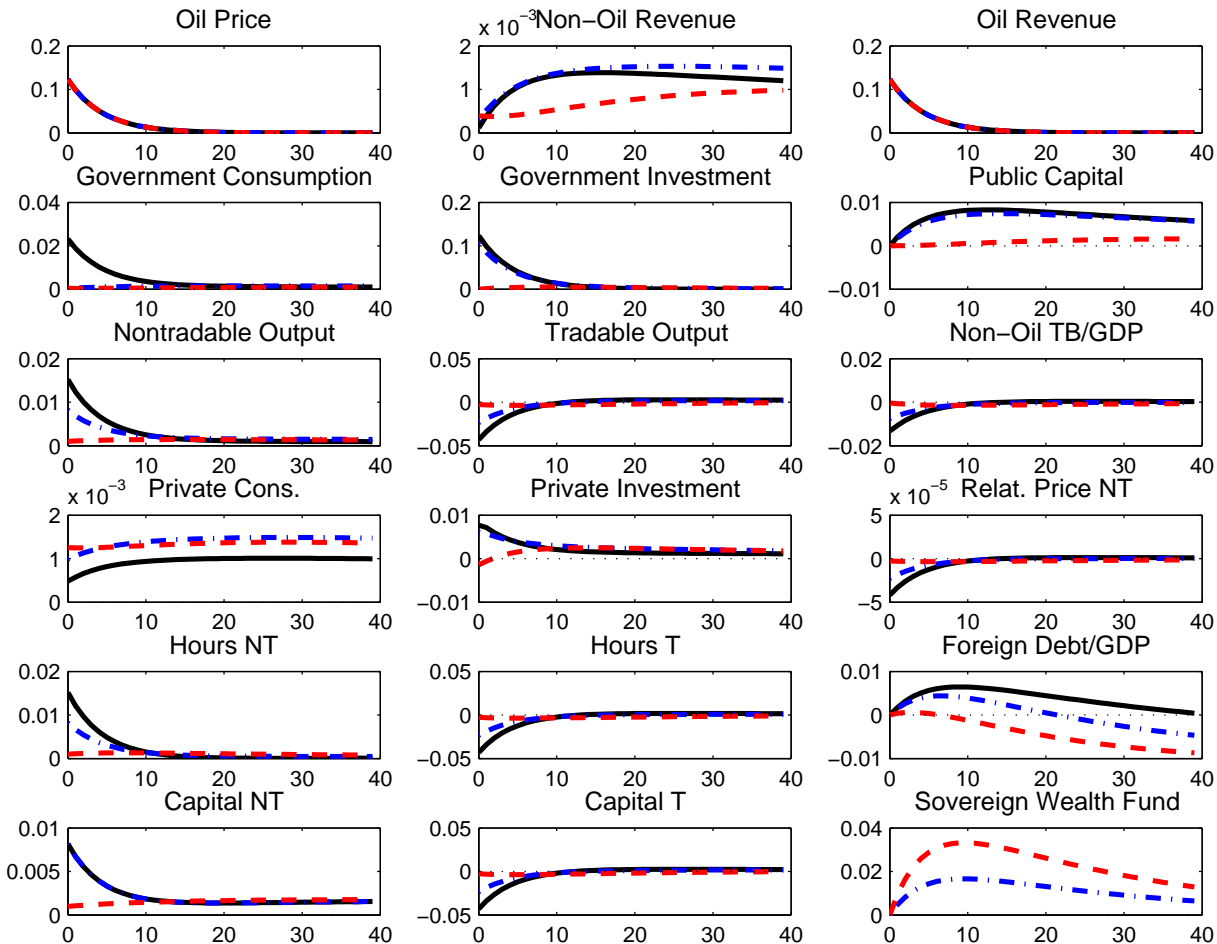 Oil Price
x 10⁻³ Non−Oil Revenue
Oil Revenue
0.2
0.1
0
0 10 20 30 40
2
1
0
0 10 20 30 40
0.2
0.1
0
0 10 20 30 40
Government Consumption
Government Investment
Public Capital
0.04
0.02
0
0 10 20 30 40
0.2
0.1
0
0 10 20 30 40
0.01
0
−0.01
0 10 20 30 40
Nontradable Output
Tradable Output
Non−Oil TB/GDP
0.02
0.01
0
0 10 20 30 40
0.05
0
−0.05
0 10 20 30 40
0.02
0
−0.02
0 10 20 30 40
x 10⁻³ Private Cons.
Private Investment
x 10⁻⁵ Relat. Price NT
2
1
0
0 10 20 30 40
0.01
0
−0.01
0 10 20 30 40
5
0
−5
0 10 20 30 40
Hours NT
Hours T
Foreign Debt/GDP
0.02
0.01
0
0 10 20 30 40
0.05
0
−0.05
0 10 20 30 40
0.01
0
−0.01
0 10 20 30 40
Capital NT
Capital T
Sovereign Wealth Fund
0.01
0.005
0
0 10 20 30 40
0.05
0
−0.05
0 10 20 30 40
0.04
0.02
0
0 10 20 30 40